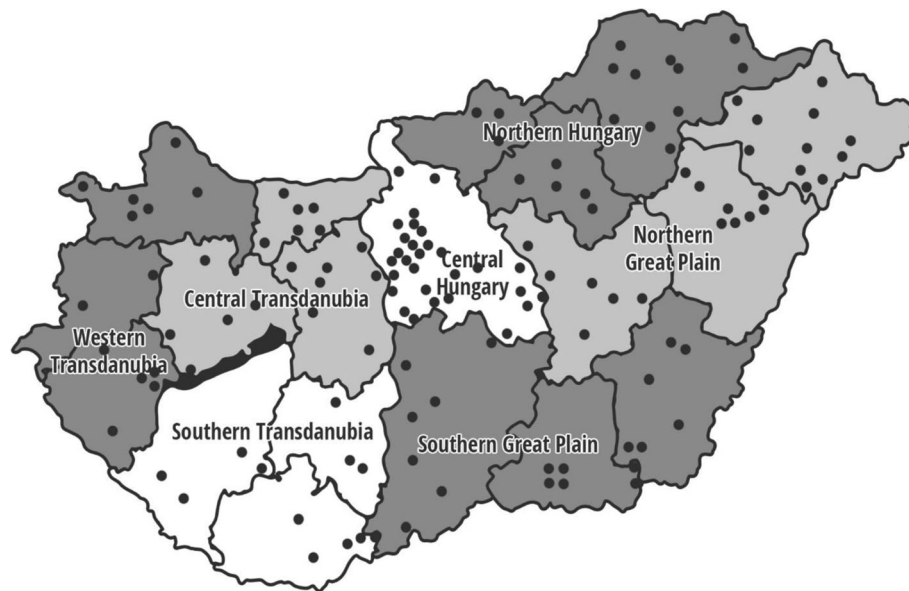 Northern Hungary
Northern
Great Plain
Central
Hungary
Central Transdanubia
Western
Transdanubia
Southern Transdanubia
Southern Great Plain